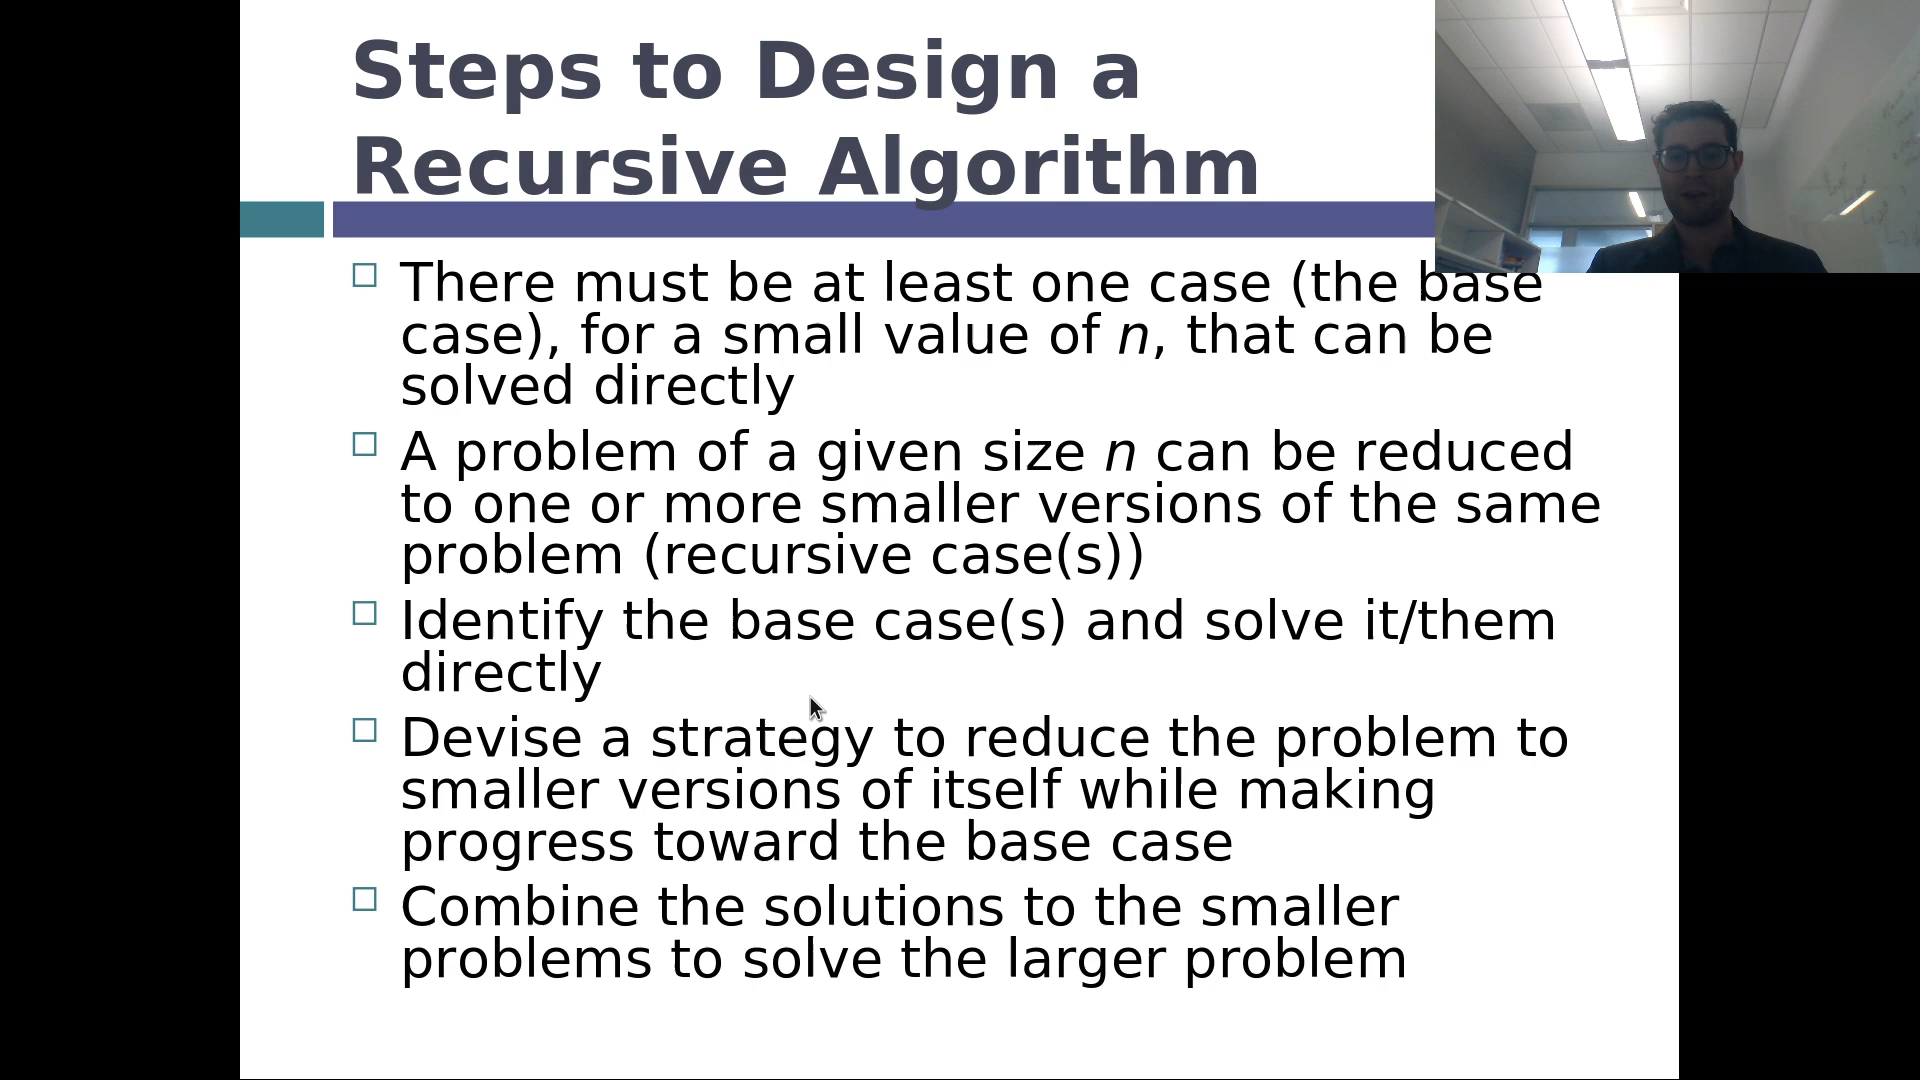 Steps to Design a
Recursive Algorithm
There must be at least one case (the base
case), for a small value of n, that can be
solved directly
A problem of a given size n can be reduced
to one or more smaller versions of the same
problem (recursive case(s))
Identify the base case(s) and solve it/them
directly
Devise a strategy to reduce the problem to
smaller versions of itself while making
progress toward the base case
Combine the solutions to the smaller
problems to solve the larger problem